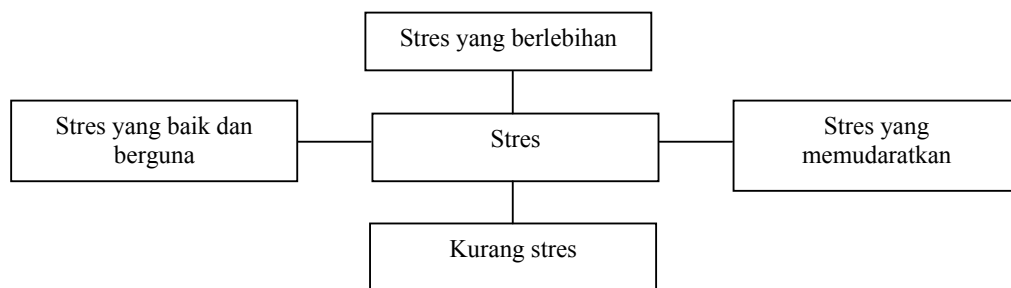 Stres yang berlebihan
Stres yang baik dan
berguna
Stres
Stres yang
memudaratkan
Kurang stres